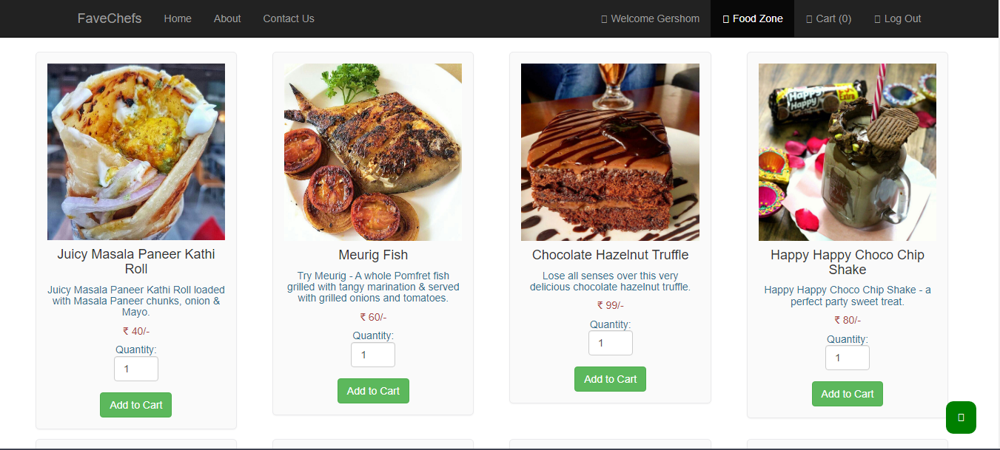 FaveChefs Home About Contact Us Welcome Gershom Food Zone Cart (0) Log Out
Happy Happy
Extra
Juicy Masala Paneer Kathi
Roll
Juicy Masala Paneer Kathi Roll loaded
with Masala Paneer chunks, onion &
Mayo.
₹ 40/-
Quantity:
1
Add to Cart
Meurig Fish
Try Meurig - A whole Pomfret fish
grilled with tangy marination & served
with grilled onions and tomatoes.
₹ 60/-
Quantity:
1
Add to Cart
Chocolate Hazelnut Truffle
Lose all senses over this very
delicious chocolate hazelnut truffle.
₹ 99/-
Quantity:
1
Add to Cart
Happy Happy Choco Chip
Shake
Happy Happy Choco Chip Shake - a
perfect party sweet treat.
₹ 80/-
Quantity:
1
Add to Cart